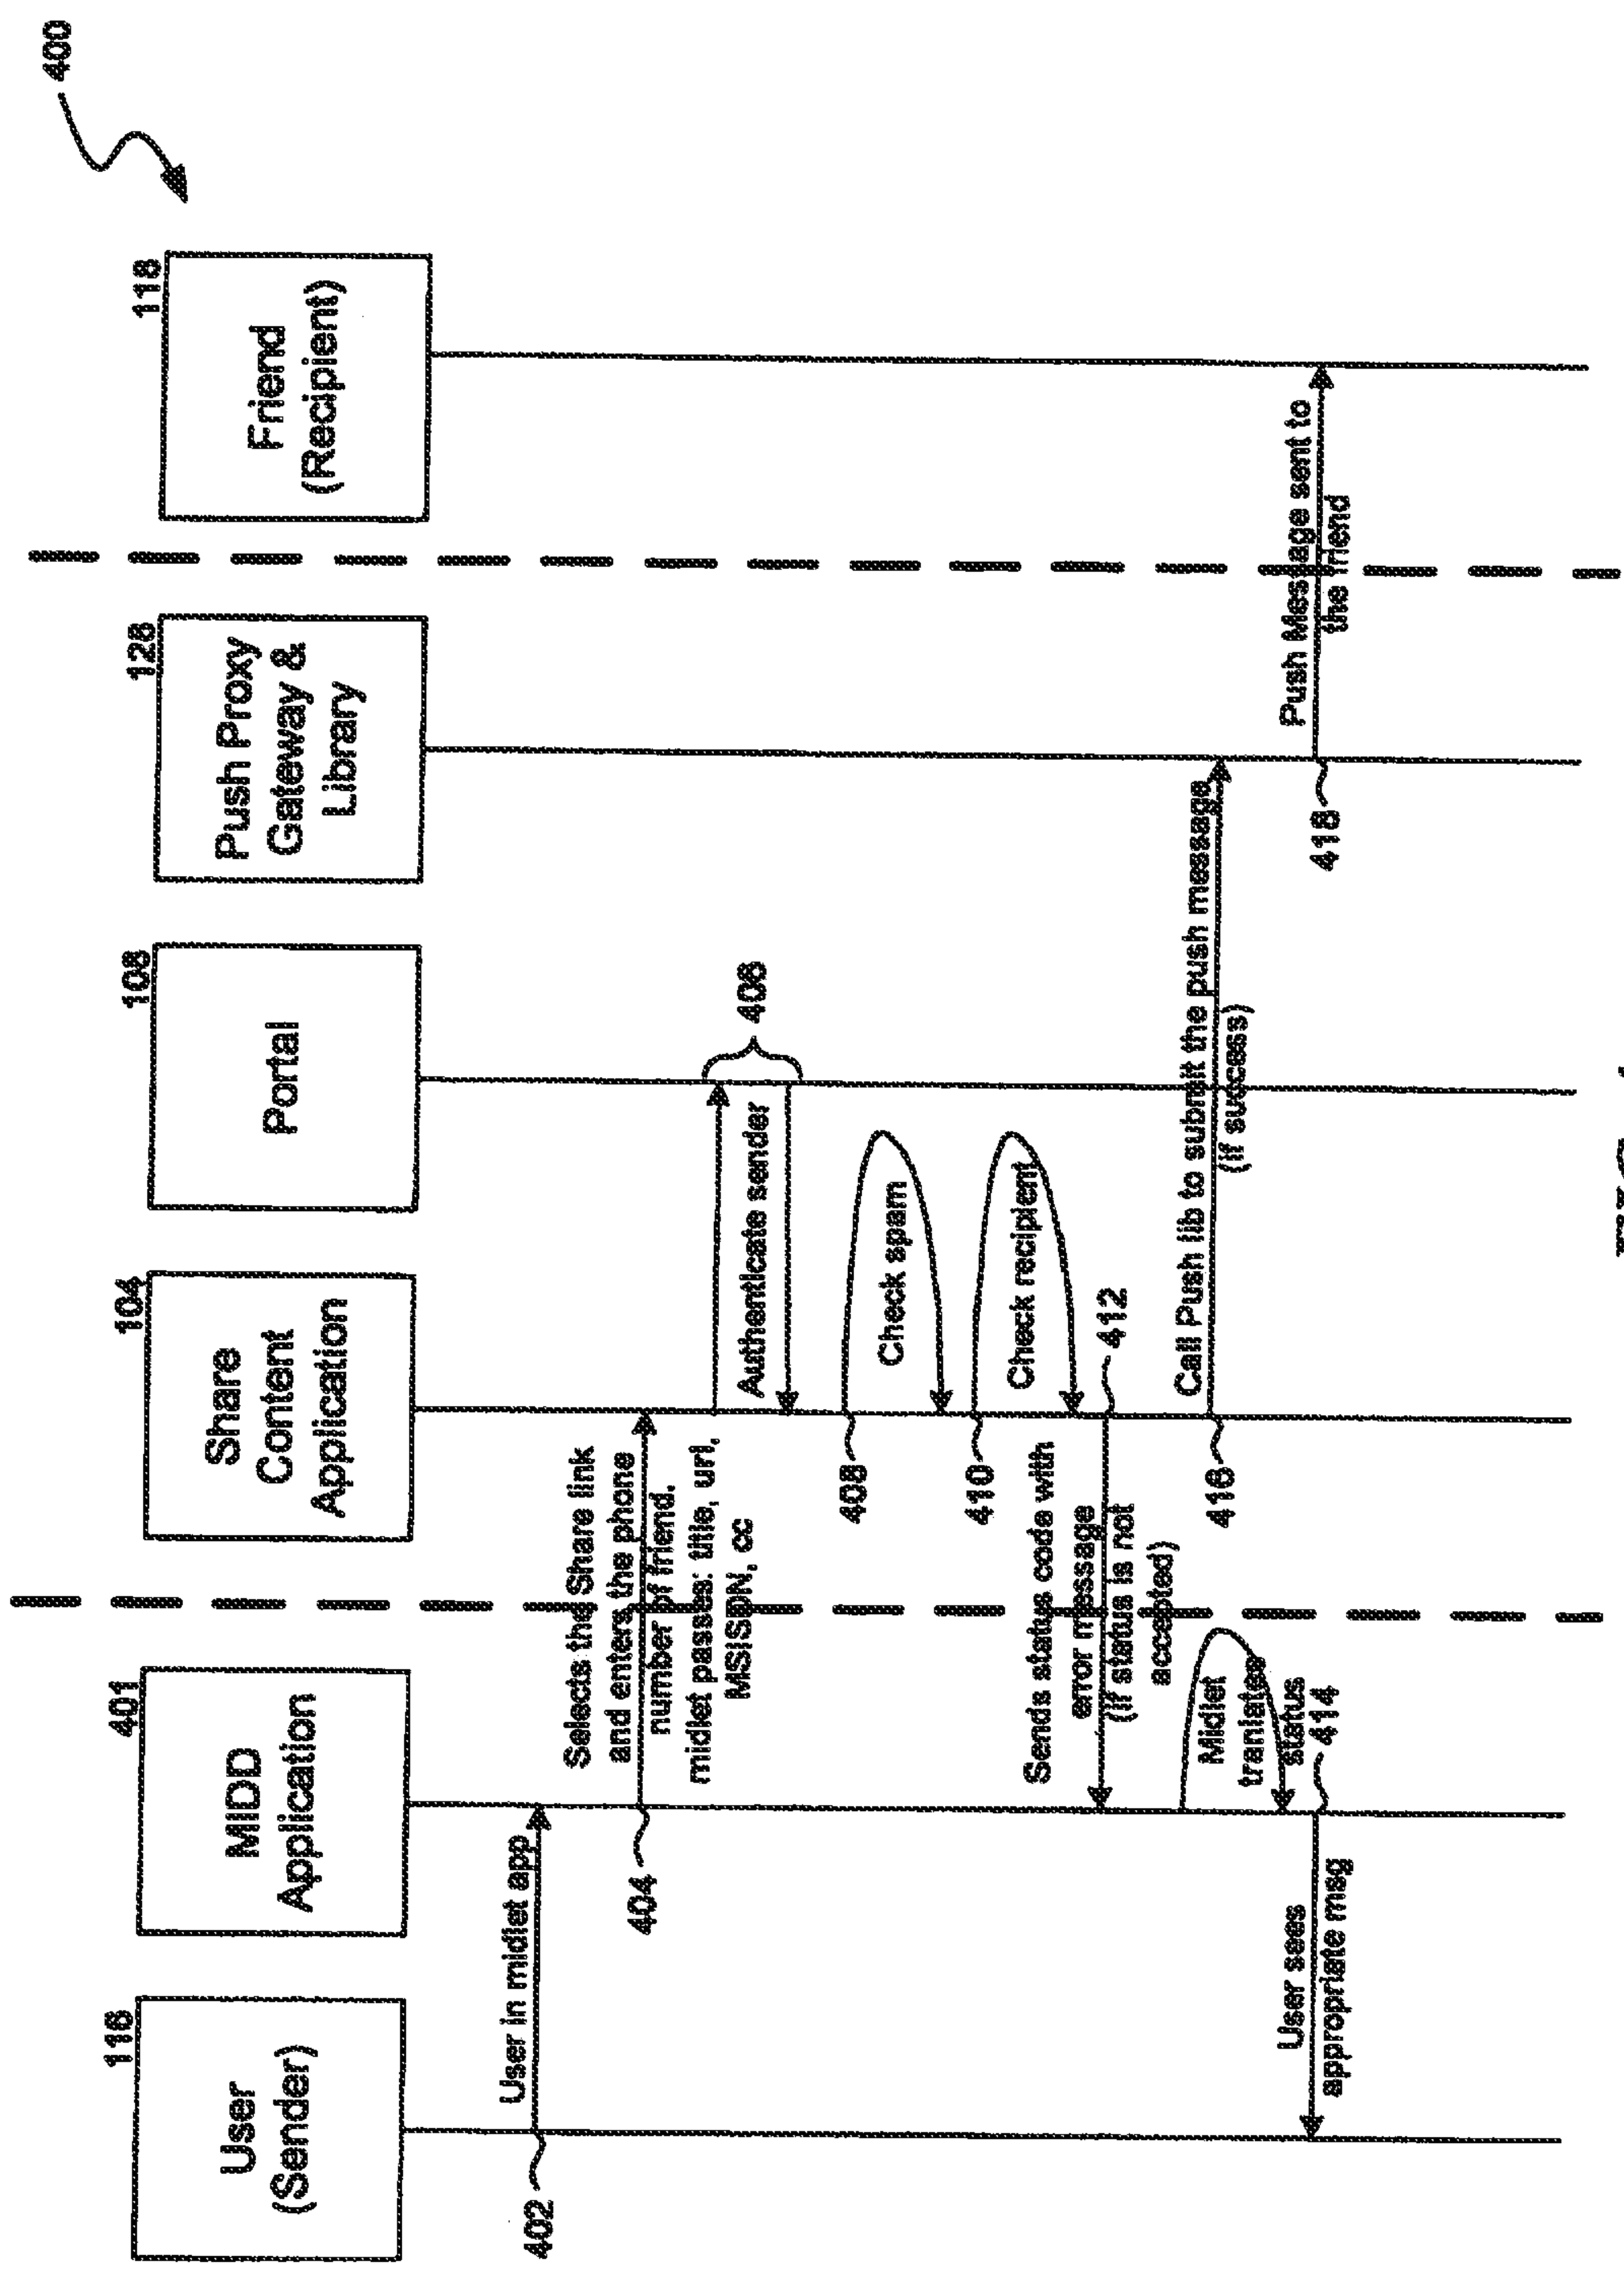 400
116
User
(Sender)
401
MIDD
Application
104
Share
Content
Application
108
Portal
128
Push Proxy
Gateway &
Library
118
Friend
(Recipient)
402
User in midlet app
404
Selects the Share link
and enters the phone
number of friend.
midlet passes: title, url,
MSISDN, cc
Authenticate sender
406
408
Check spam
410
Check recipient
412
Sends status code with
error message
(if status is not
accepted)
Midlet
tranlates
status
414
User sees
appropriate msg
416
Call Push lib to submit the push message
(if success)
418
Push Message sent to
the friend